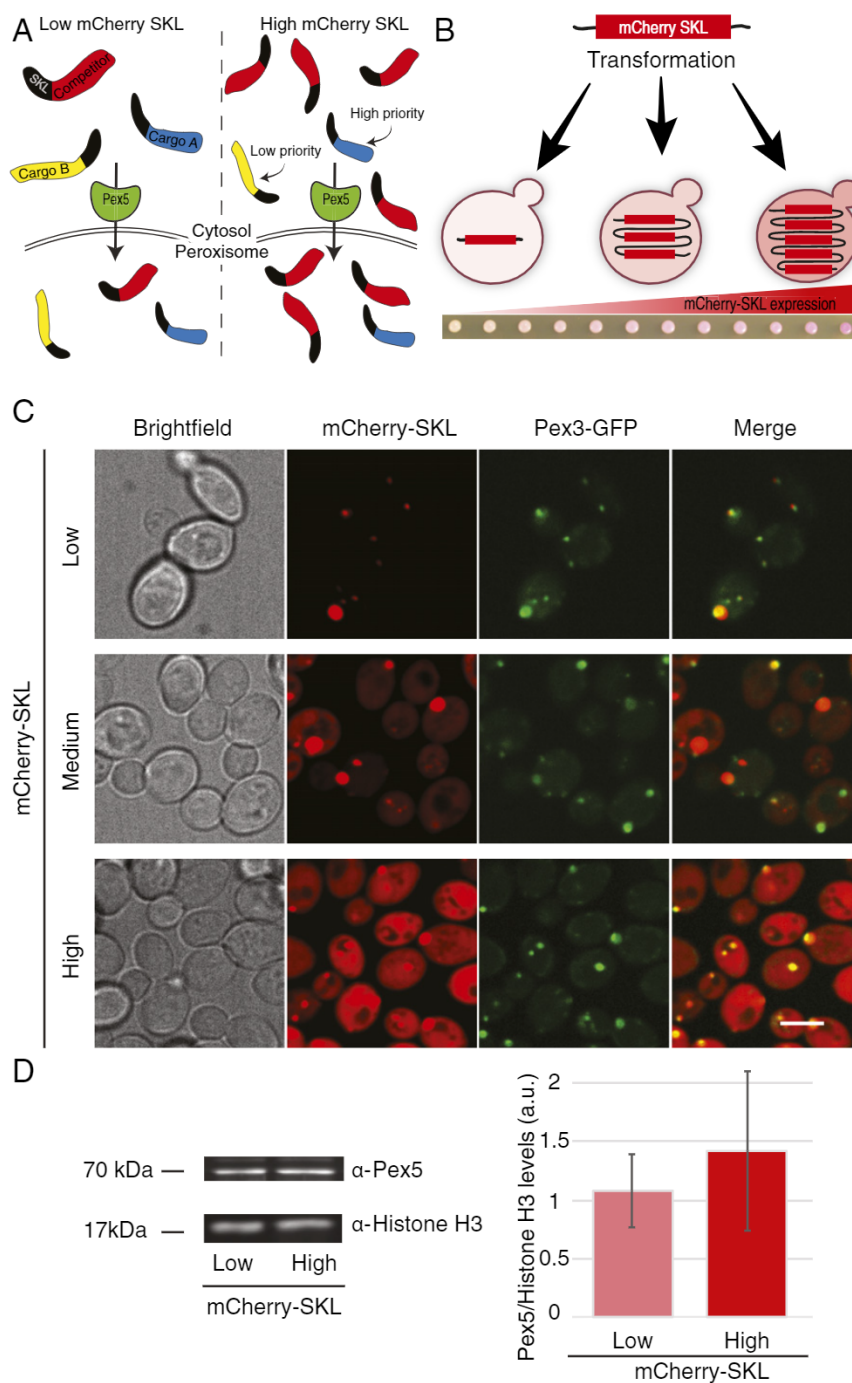 A
Low mCherry SKL
High mCherry SKL
SKL
Competitor
Cargo A
Cargo B
High priority
Low priority
Pex5
Pex5
Cytosol
Peroxisome
B
mCherry SKL
Transformation
mCherry-SKL expression
C
Brightfield
mCherry-SKL
Pex3-GFP
Merge
mCherry-SKL
Low
Medium
High
D
70 kDa
α-Pex5
17kDa
α-Histone H3
Low
High
mCherry-SKL
Pex5/Histone H3 levels (a.u.)
2
1.5
1
0.5
0
Low
High
mCherry-SKL